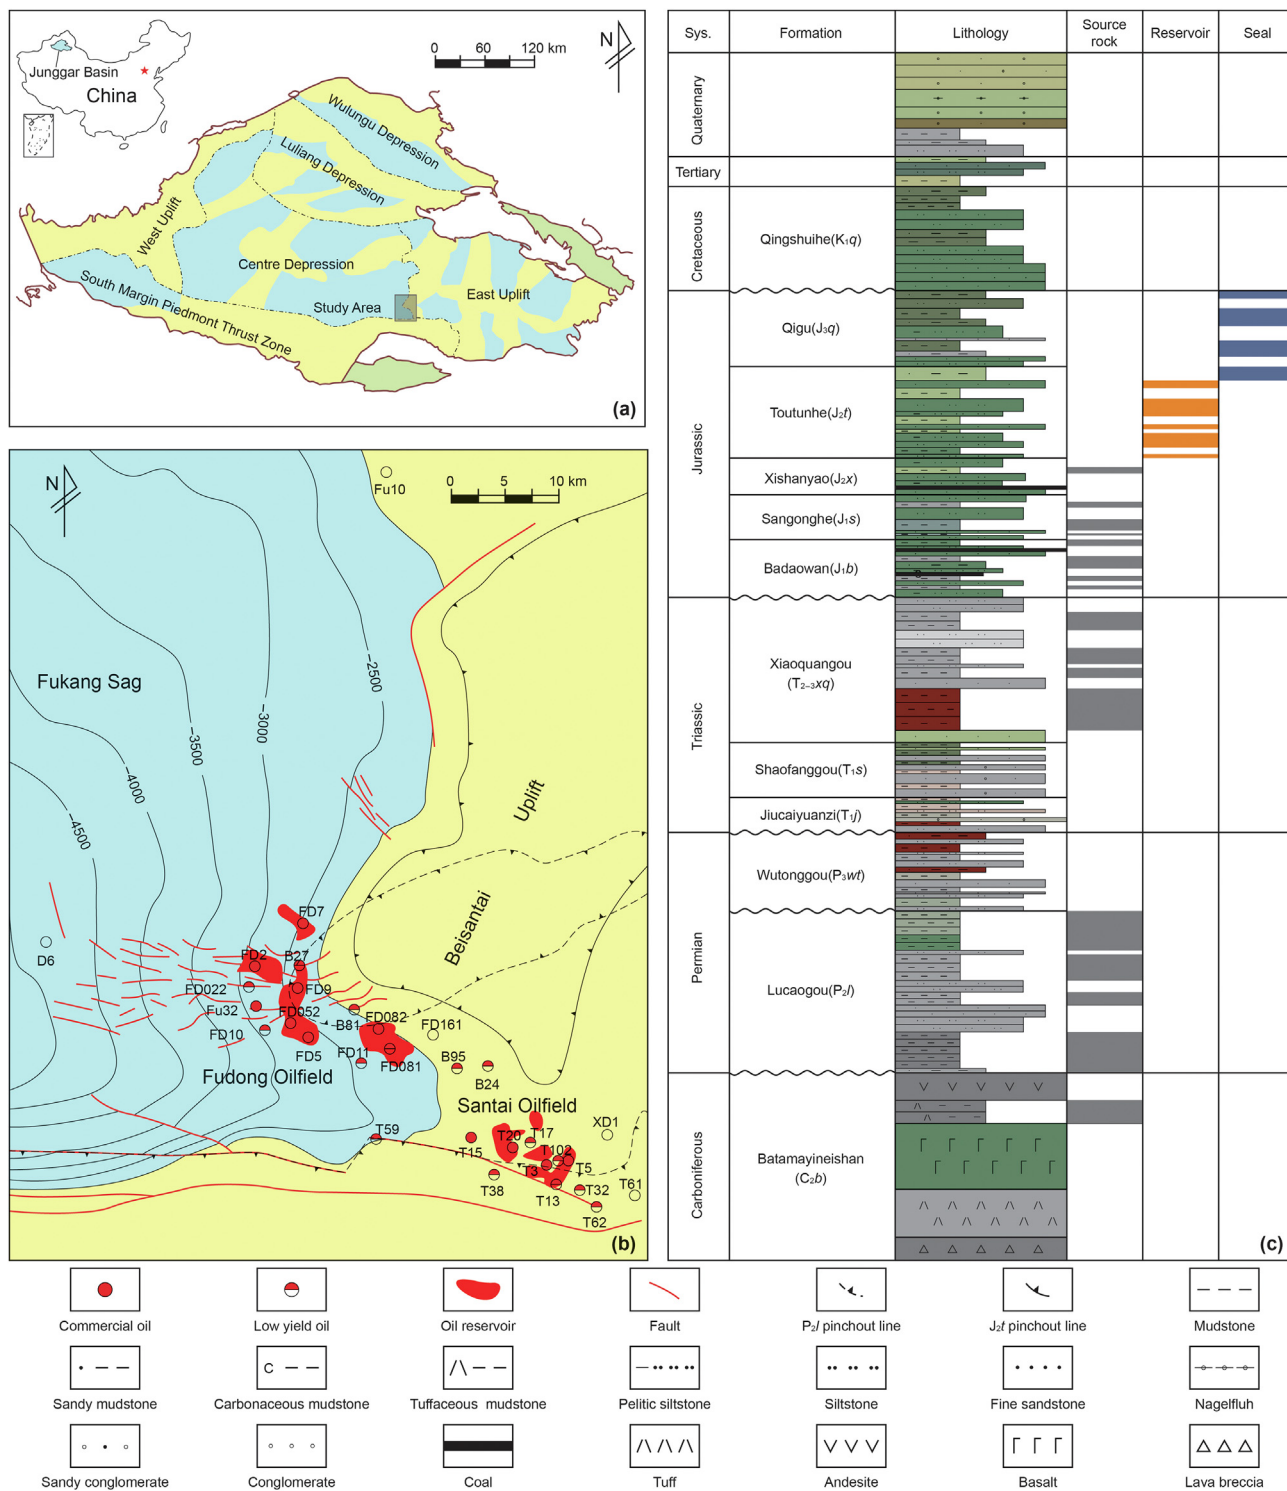 N
0 60 120 km
Junggar Basin
China
Wulungu Depression
Luliang Depression
West Uplift
Centre Depression
South Margin Piedmont Thrust Zone
Study Area
East Uplift
(a)
N
Fu10
0 5 10 km
−2500
−3000
−3500
−4000
−4500
Fukang Sag
Uplift
Beisantai
FD7
D6
FD2
B27
FD022
FD9
Fu32
FD052
B81
FD082
FD161
FD10
FD5
FD11
FD081
B95
B24
Fudong Oilfield
Santai Oilfield
T59
T15
T20
T17
XD1
T102
T3
T5
T38
T13
T32
T61
T62
(b)
Sys.
Formation
Lithology
Source rock
Reservoir
Seal
Quaternary
Tertiary
Cretaceous
Qingshuihe(K₁q)
Jurassic
Qigu(J₃q)
Toutunhe(J₂t)
Xishanyao(J₂x)
Sangonghe(J₁s)
Badaowan(J₁b)
Triassic
Xiaoquangou
(T₂₋₃xq)
Shaofanggou(T₁s)
Jiucaiyuanzi(T₁j)
Permian
Wutonggou(P₃wt)
Lucaogou(P₂l)
Carboniferous
Batamayineishan
(C₂b)
(c)
Commercial oil
Low yield oil
Oil reservoir
Fault
P₂l pinchout line
J₂t pinchout line
Mudstone
C
Sandy mudstone
Carbonaceous mudstone
Tuffaceous mudstone
Pelitic siltstone
Siltstone
Fine sandstone
Nagelfluh
Sandy conglomerate
Conglomerate
Coal
Tuff
Andesite
Basalt
Lava breccia